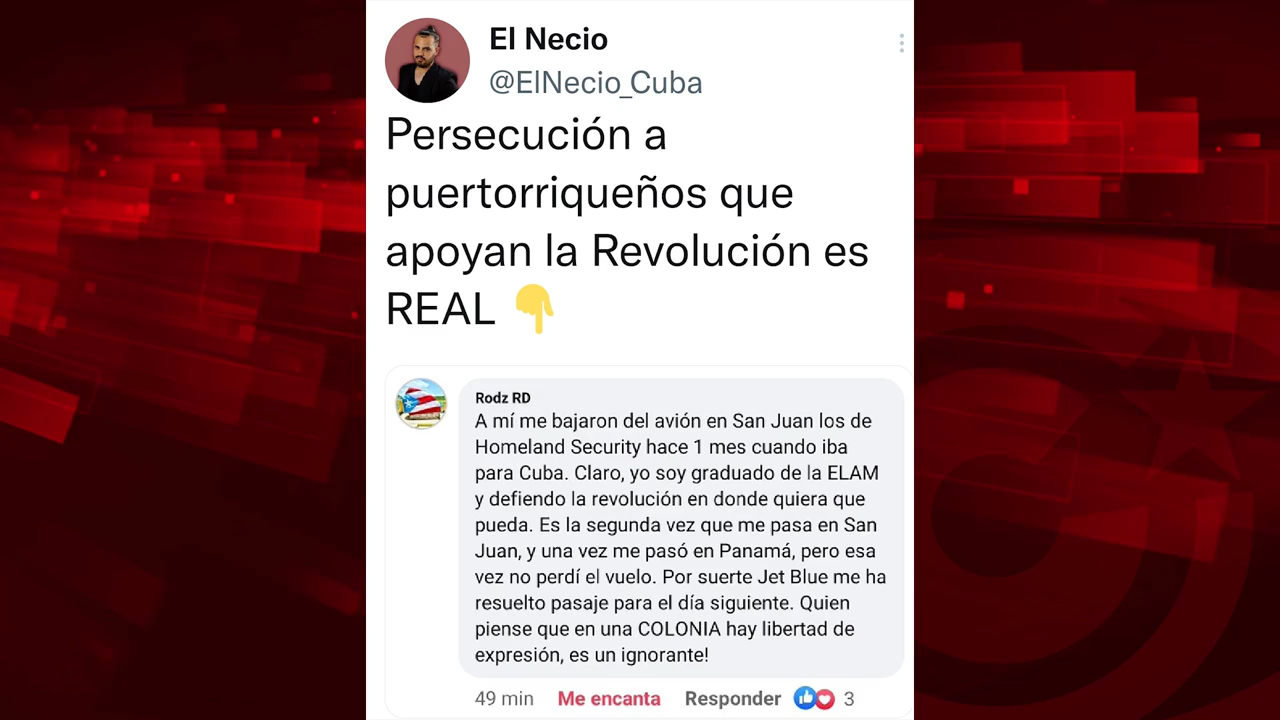 El Necio
@ElNecio_Cuba
Persecución a
puertorriqueños que
apoyan la Revolución es
REAL 👇
Rodz RD
A mí me bajaron del avión en San Juan los de
Homeland Security hace 1 mes cuando iba
para Cuba. Claro, yo soy graduado de la ELAM
y defiendo la revolución en donde quiera que
pueda. Es la segunda vez que me pasa en San
Juan, y una vez me pasó en Panamá, pero esa
vez no perdí el vuelo. Por suerte Jet Blue me ha
resuelto pasaje para el día siguiente. Quien
piense que en una COLONIA hay libertad de
expresión, es un ignorante!
49 min Me encanta Responder 3